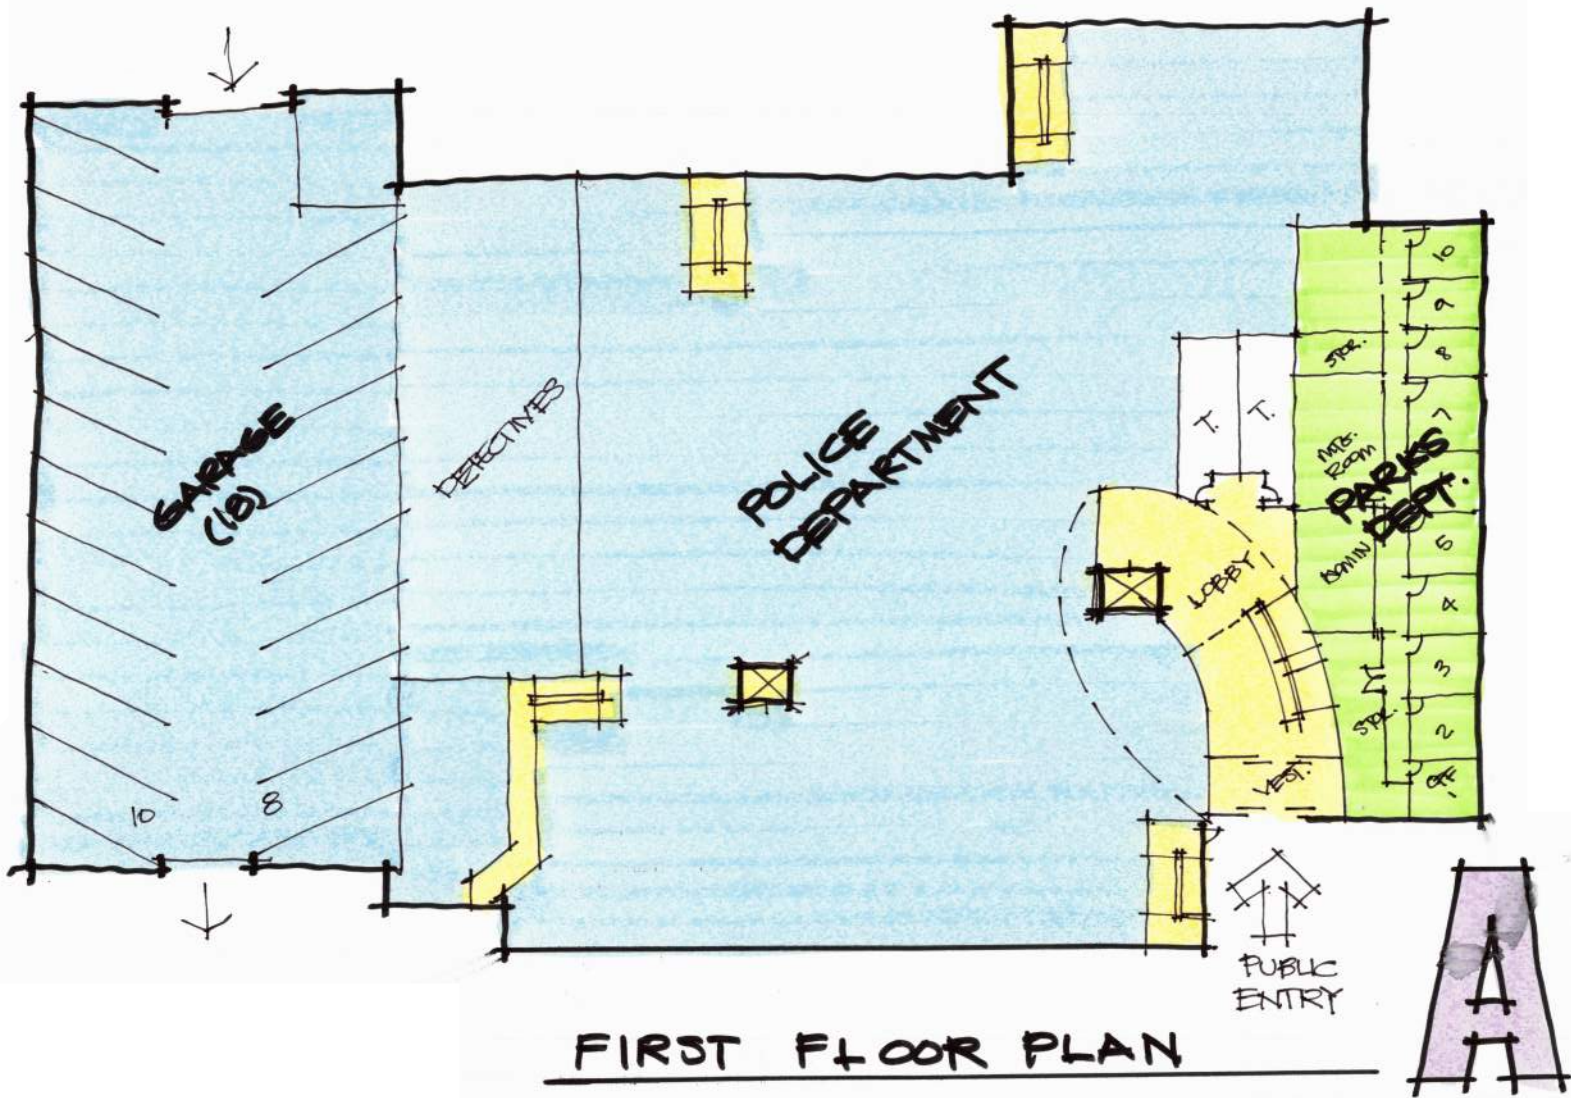 GARAGE
(18)
10
8
DETECTIVES
POLICE
DEPARTMENT
T.
T.
10
9
8
STOR.
7
MTG.
ROOM
PARKS
DEPT.
ADMIN
5
4
3
2
STOR.
OFF.
LOBBY
VEST.
PUBLIC
ENTRY
FIRST FLOOR PLAN
A